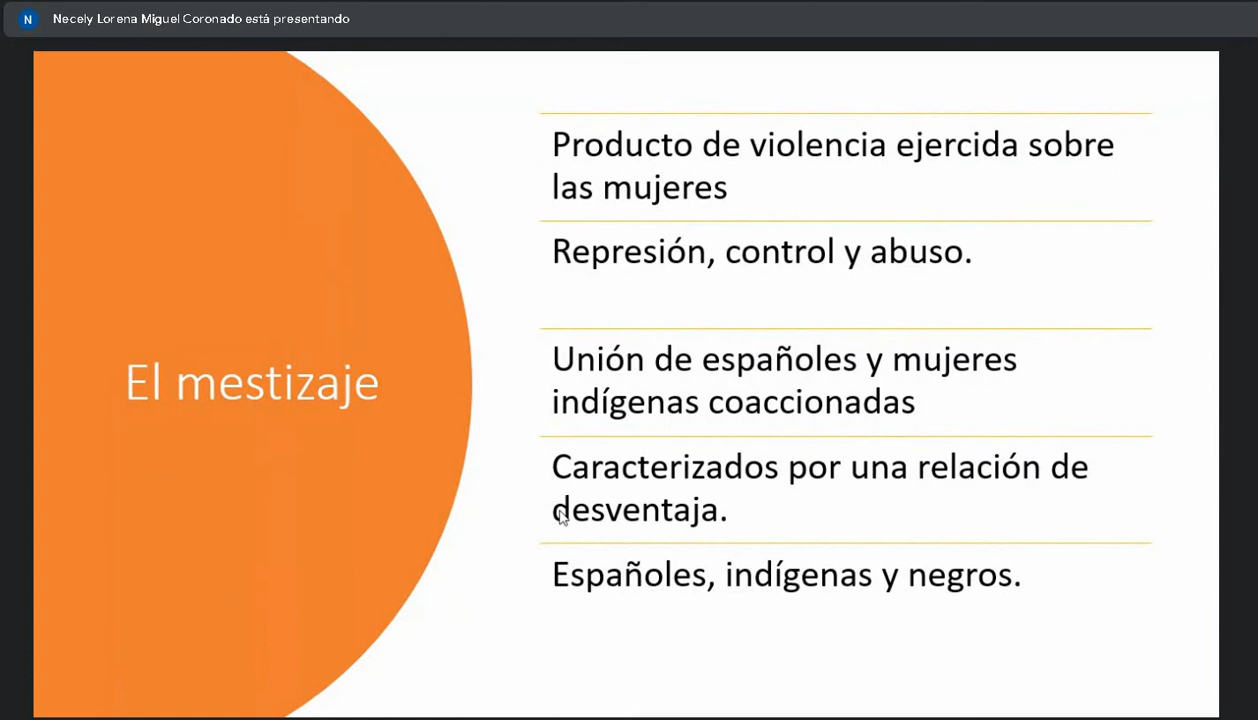 N Necely Lorena Miguel Coronado está presentando
El mestizaje
Producto de violencia ejercida sobre
las mujeres
Represión, control y abuso.
Unión de españoles y mujeres
indígenas coaccionadas
Caracterizados por una relación de
desventaja.
Españoles, indígenas y negros.